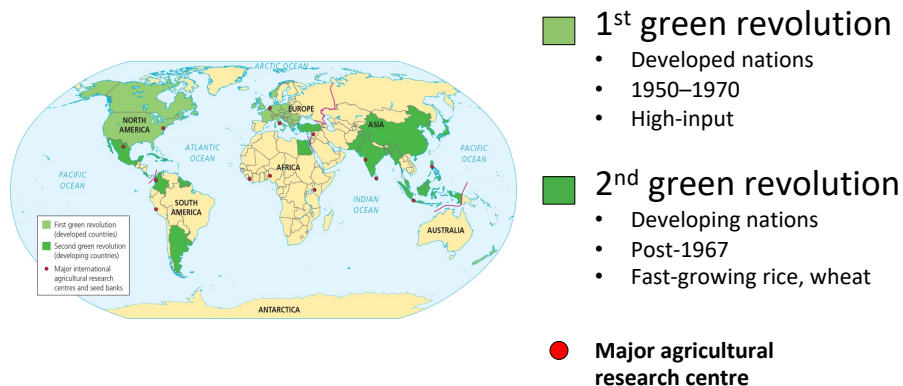 ARCTIC OCEAN
NORTH
AMERICA
EUROPE
ASIA
ATLANTIC
OCEAN
PACIFIC
OCEAN
AFRICA
PACIFIC
OCEAN
SOUTH
AMERICA
INDIAN
OCEAN
AUSTRALIA
ANTARCTICA
First green revolution
(developed countries)
Second green revolution
(developing countries)
Major international
agricultural research
centres and seed banks
1st green revolution
• Developed nations
• 1950–1970
• High-input
2nd green revolution
• Developing nations
• Post-1967
• Fast-growing rice, wheat
Major agricultural
research centre